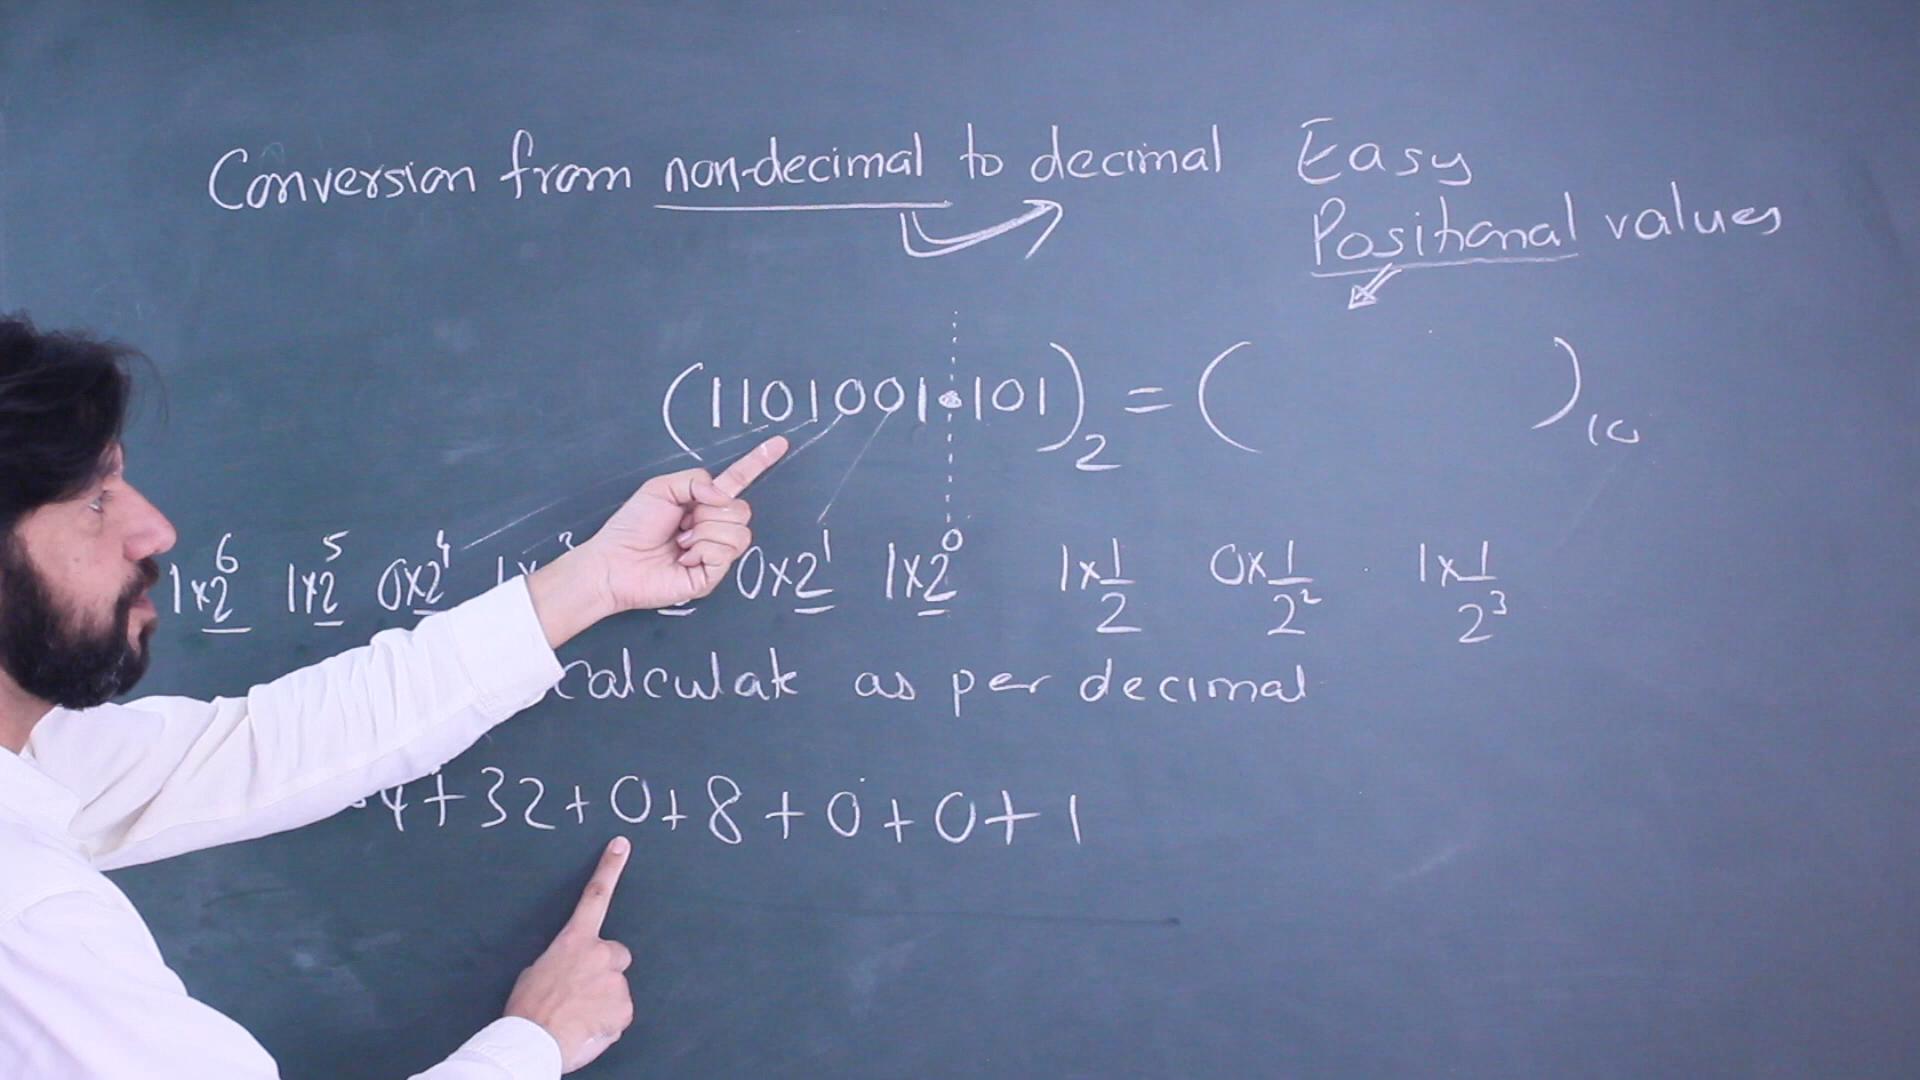 Conversion from non-decimal to decimal Easy
Positional values
(1101001.101)2 = ( )10
1x2^6 1x2^5 0x2^4 1x 0x2^1 1x2^0 1x1/2 0x1/2^2 1x1/2^3
calculate as per decimal
4+32+0+8+0+0+1